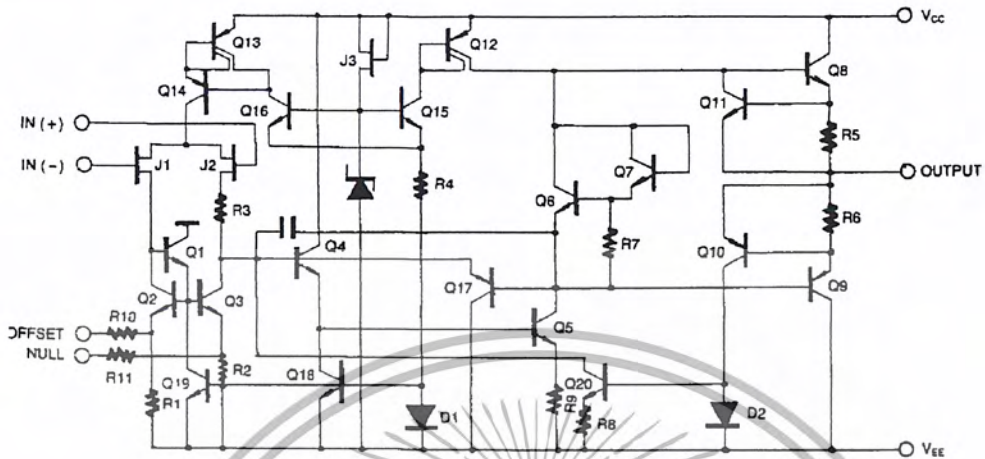 Vcc
Q13
J3
Q12
Q8
Q14
Q16
Q15
Q11
IN (+)
R5
IN (-)
J1
J2
Q7
OUTPUT
R4
Q6
R3
R6
Q1
Q4
R7
Q10
Q2
Q3
Q17
Q9
R10
OFFSET
Q5
NULL
R11
R2
Q18
Q19
Q20
R1
D1
R9
R8
D2
VEE